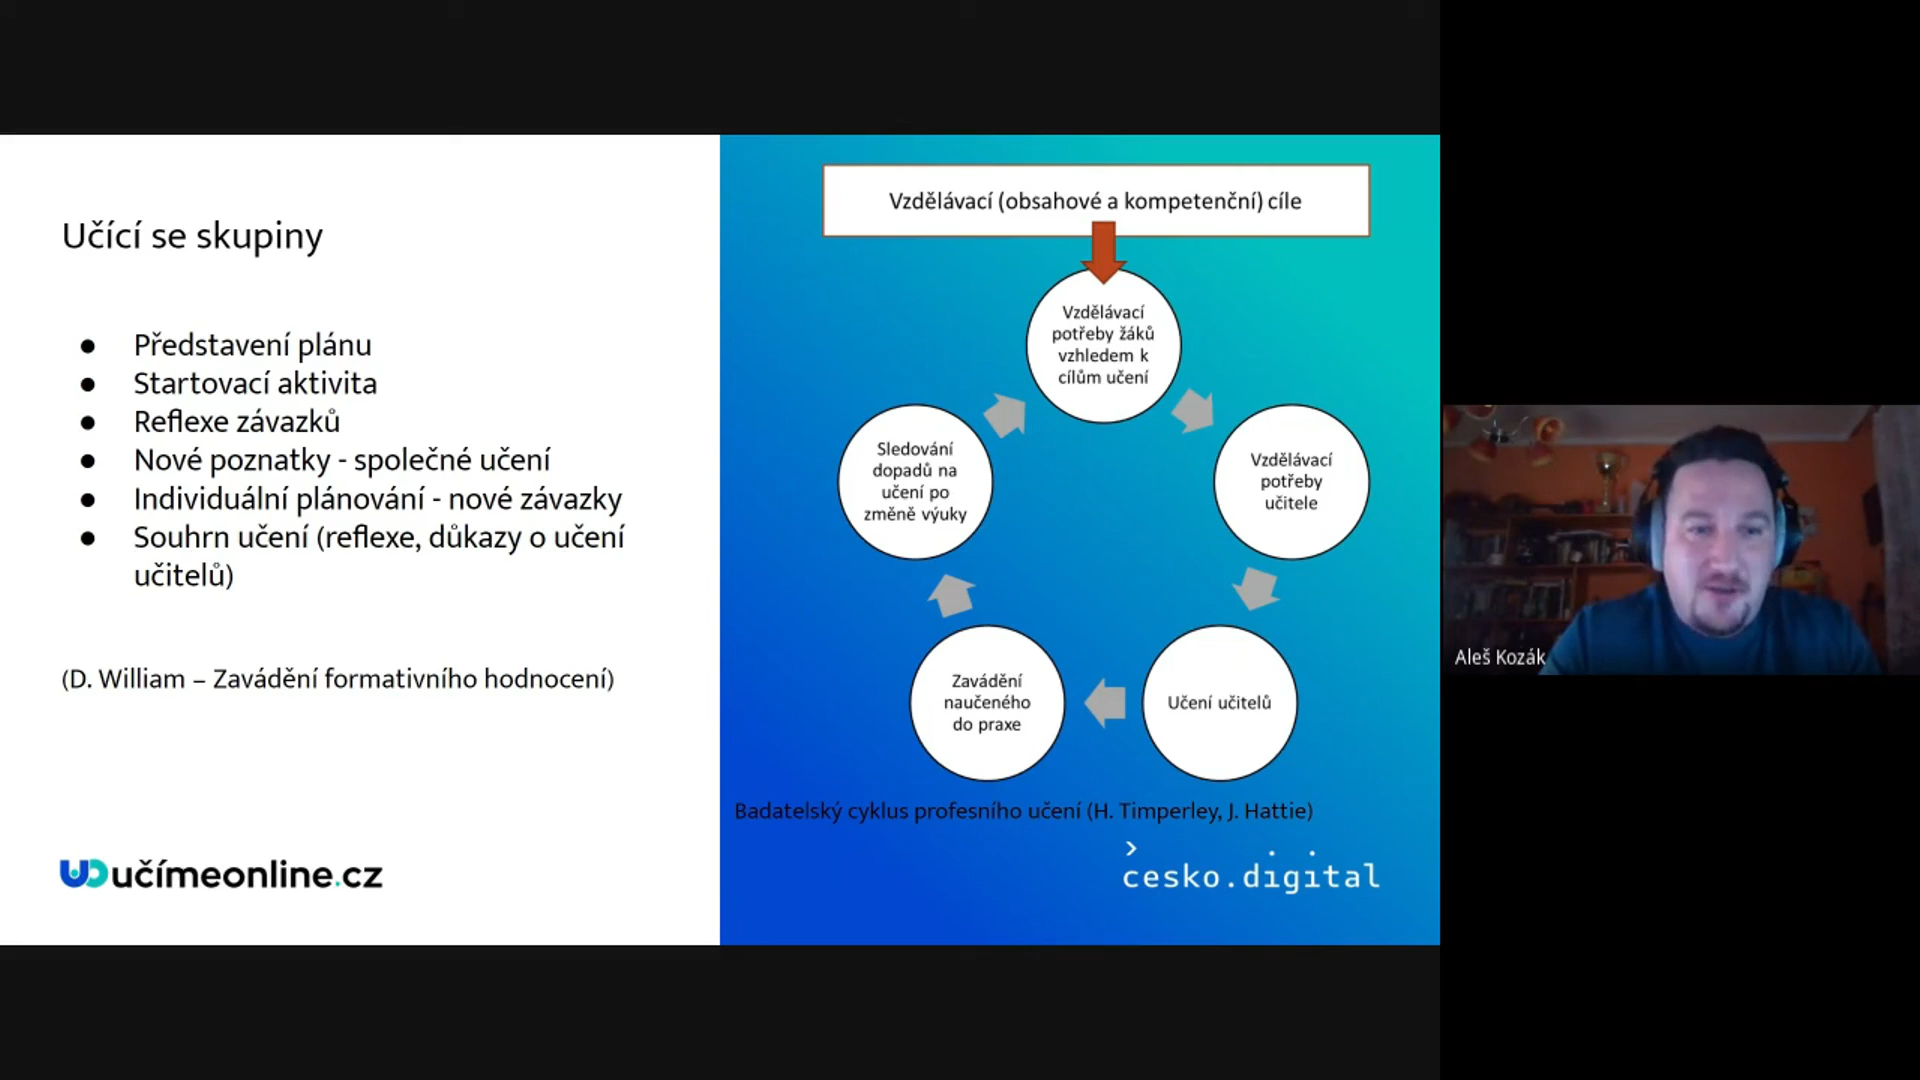 Učící se skupiny
● Představení plánu
● Startovací aktivita
● Reflexe závazků
● Nové poznatky - společné učení
● Individuální plánování - nové závazky
● Souhrn učení (reflexe, důkazy o učení
učitelů)
(D. William – Zavádění formativního hodnocení)
učímeonline.cz
Vzdělávací (obsahové a kompetenční) cíle
Vzdělávací
potřeby žáků
vzhledem k
cílům učení
Vzdělávací
potřeby
učitele
Učení učitelů
Zavádění
naučeného
do praxe
Sledování
dopadů na
učení po
změně výuky
Badatelský cyklus profesního učení (H. Timperley, J. Hattie)
cesko.digital
Aleš Kozák